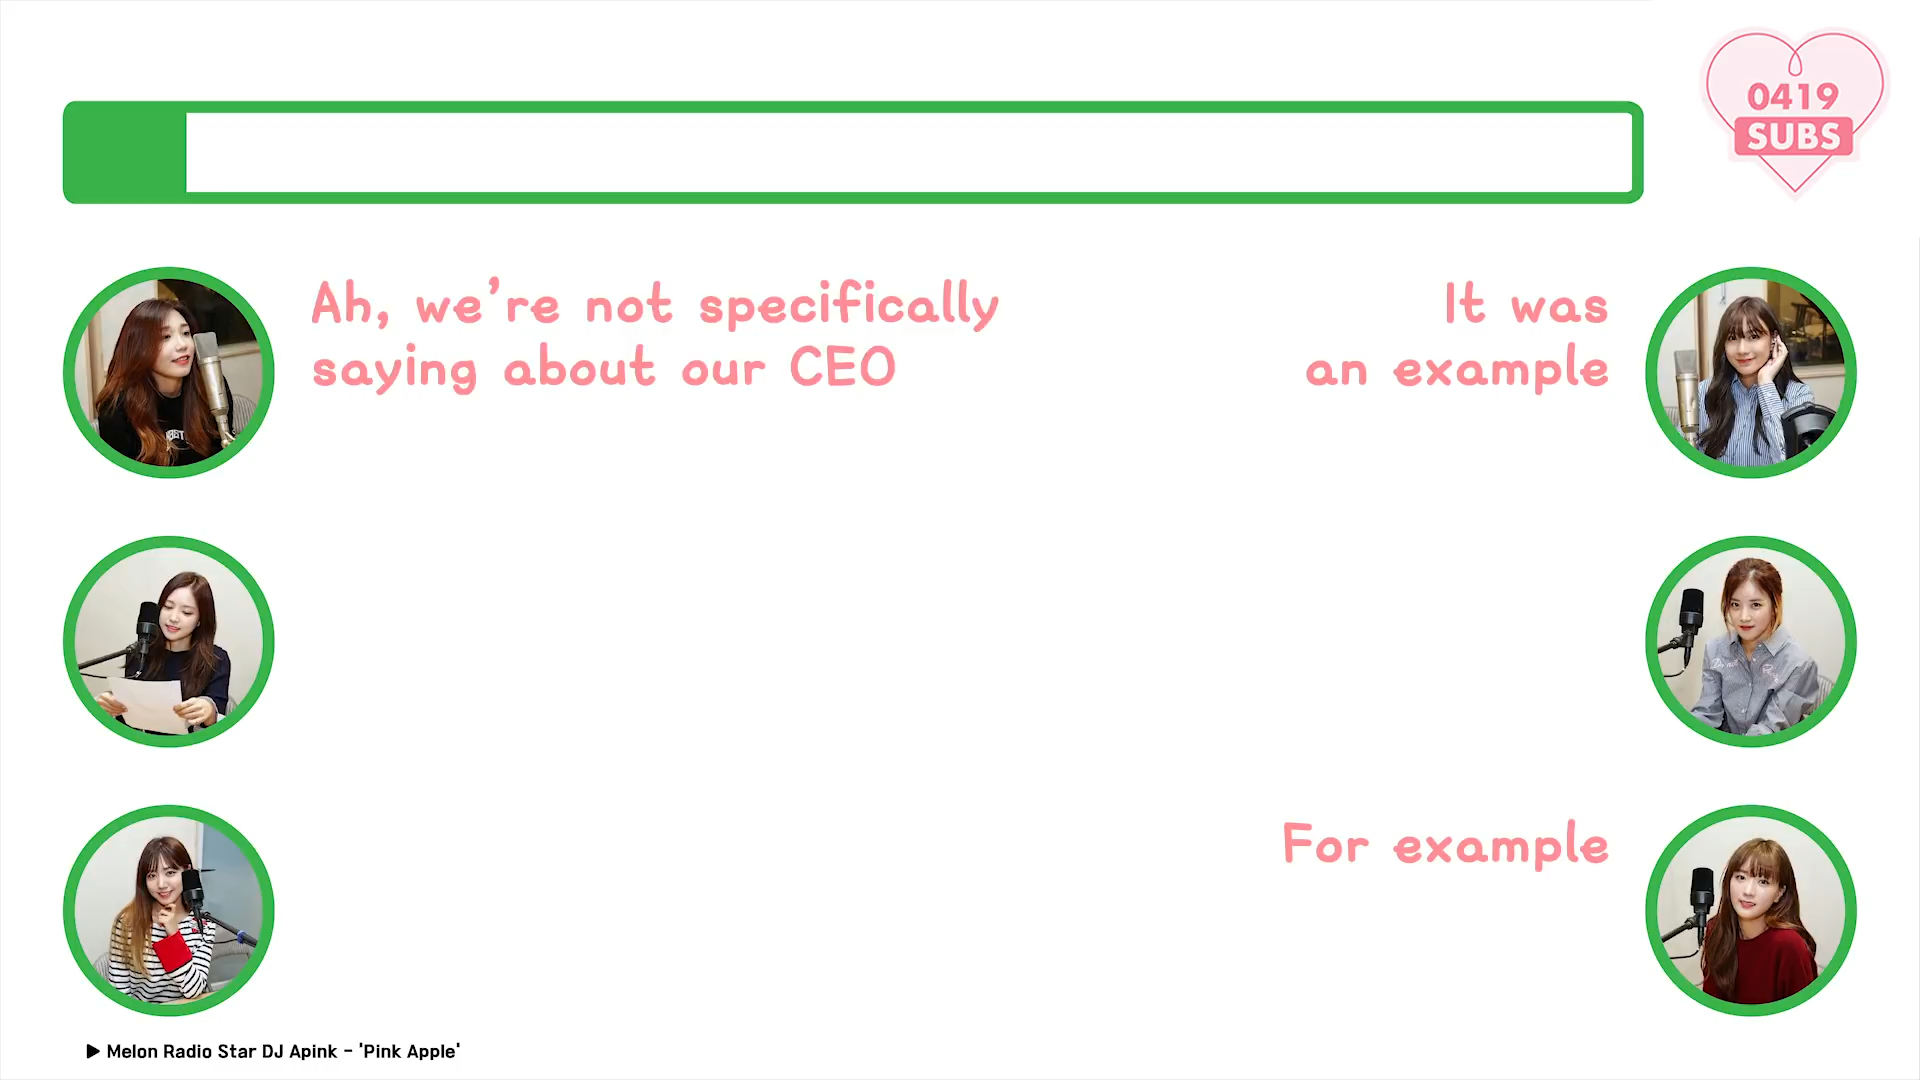 0419
SUBS
Ah, we're not specifically
saying about our CEO
It was
an example
For example
▶ Melon Radio Star DJ Apink - 'Pink Apple'